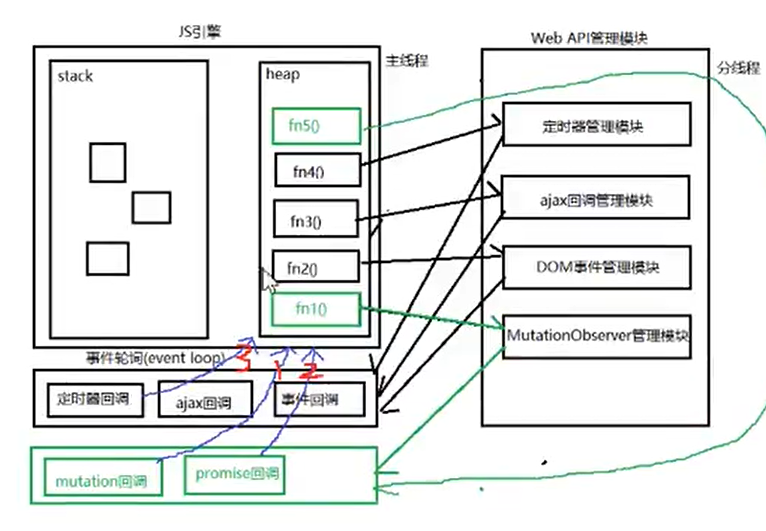 JS引擎
Web API管理模块
主线程
分线程
stack
heap
fn5()
fn4()
fn3()
fn2()
fn1()
定时器管理模块
ajax回调管理模块
DOM事件管理模块
MutationObserver管理模块
事件轮词(event loop)
3
1
2
定时器回调
ajax回调
事件回调
mutation回调
promise回调